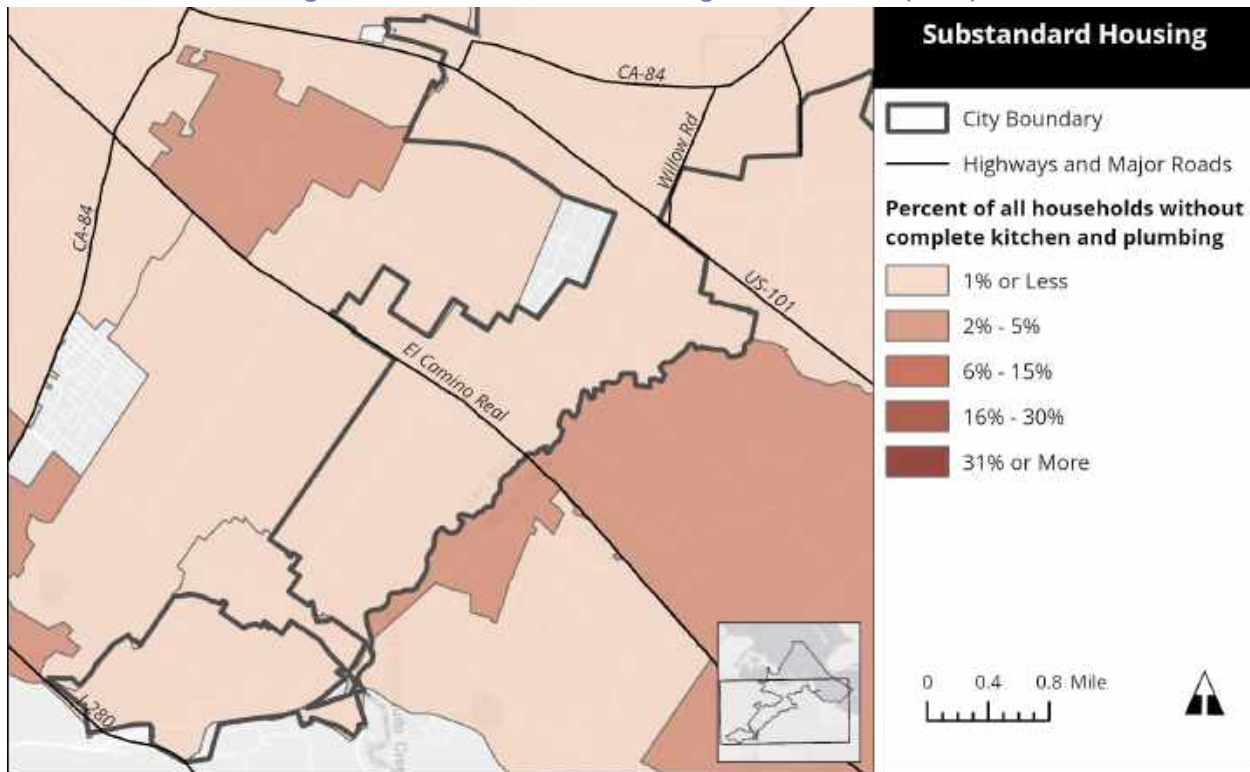 Substandard Housing
City Boundary
Highways and Major Roads
Percent of all households without
complete kitchen and plumbing
1% or Less
2% - 5%
6% - 15%
16% - 30%
31% or More
0 0.4 0.8 Mile
CA-84
Willow Rd
CA-84
US-101
El Camino Real
I-280